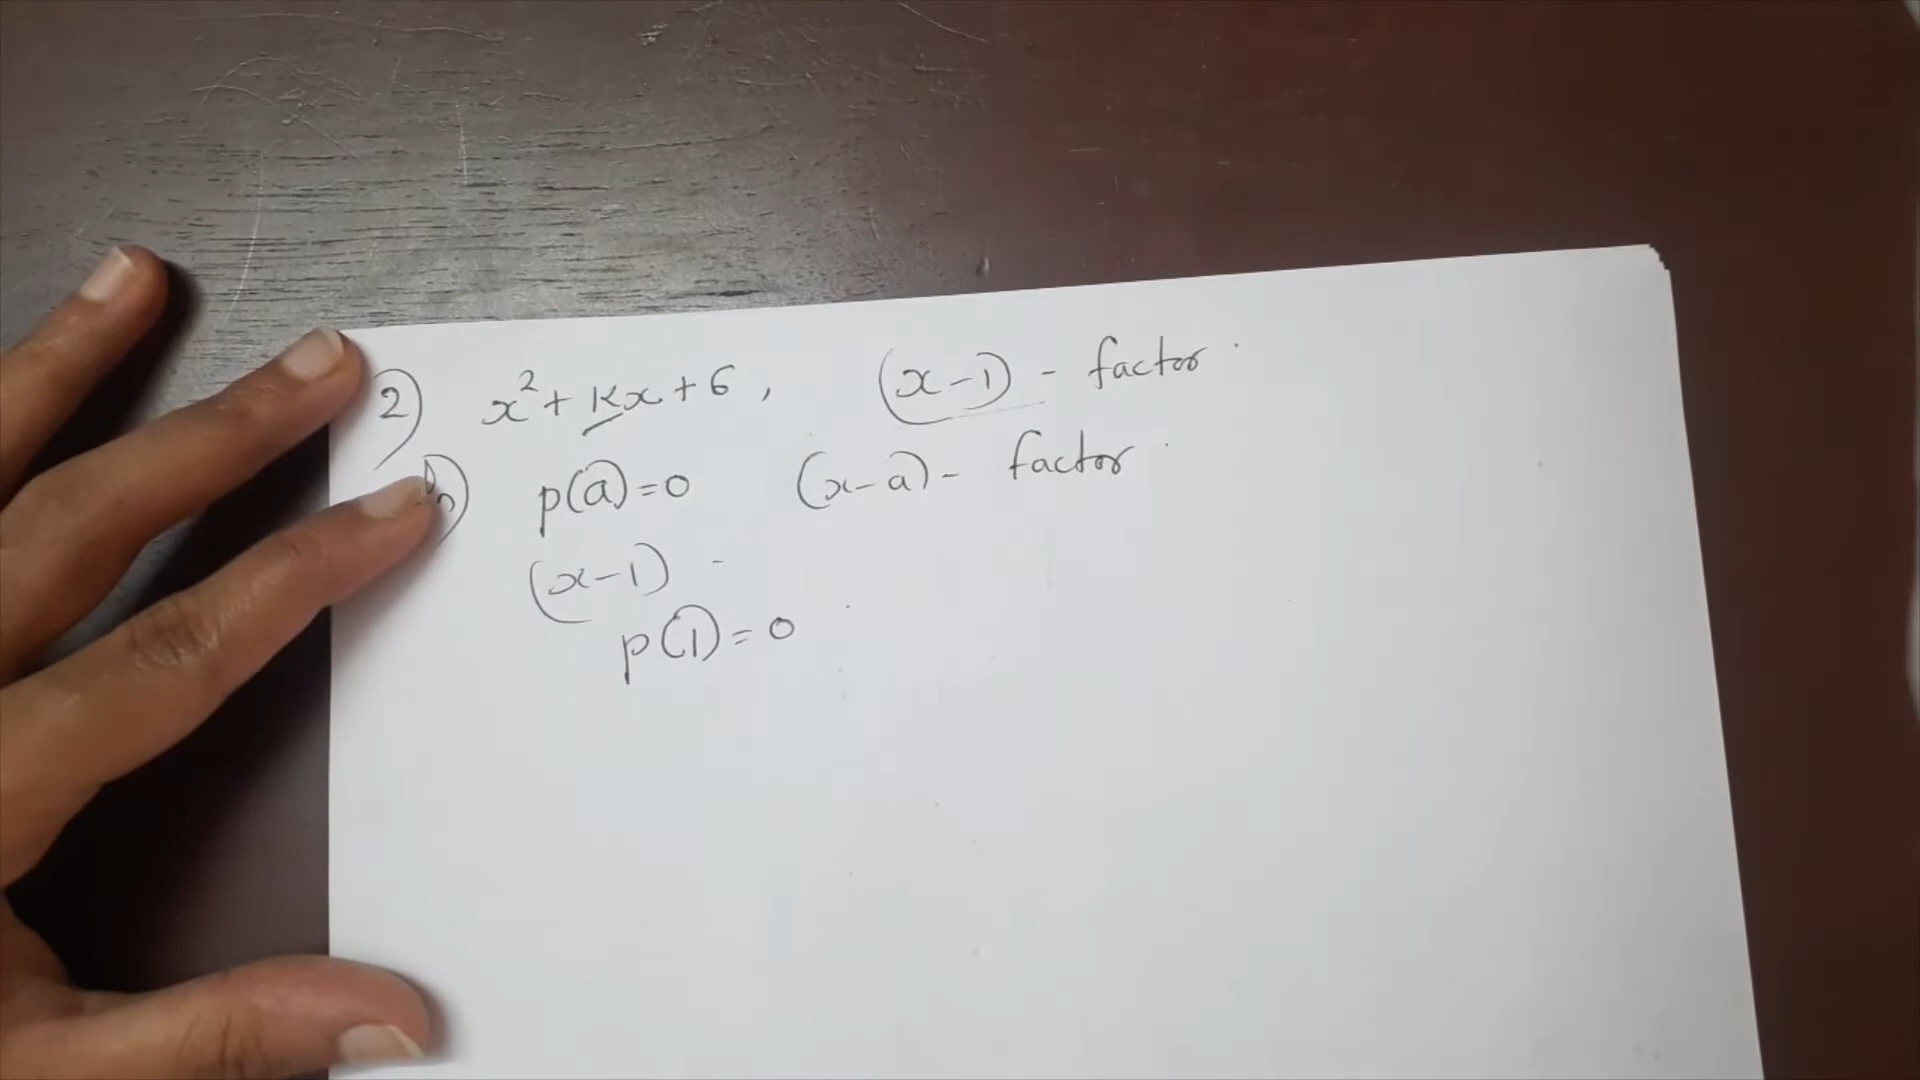 2) x² + kx + 6 , (x-1) - factor.
p(a) = 0 (x-a) - factor.
(x-1) -
p(1) = 0